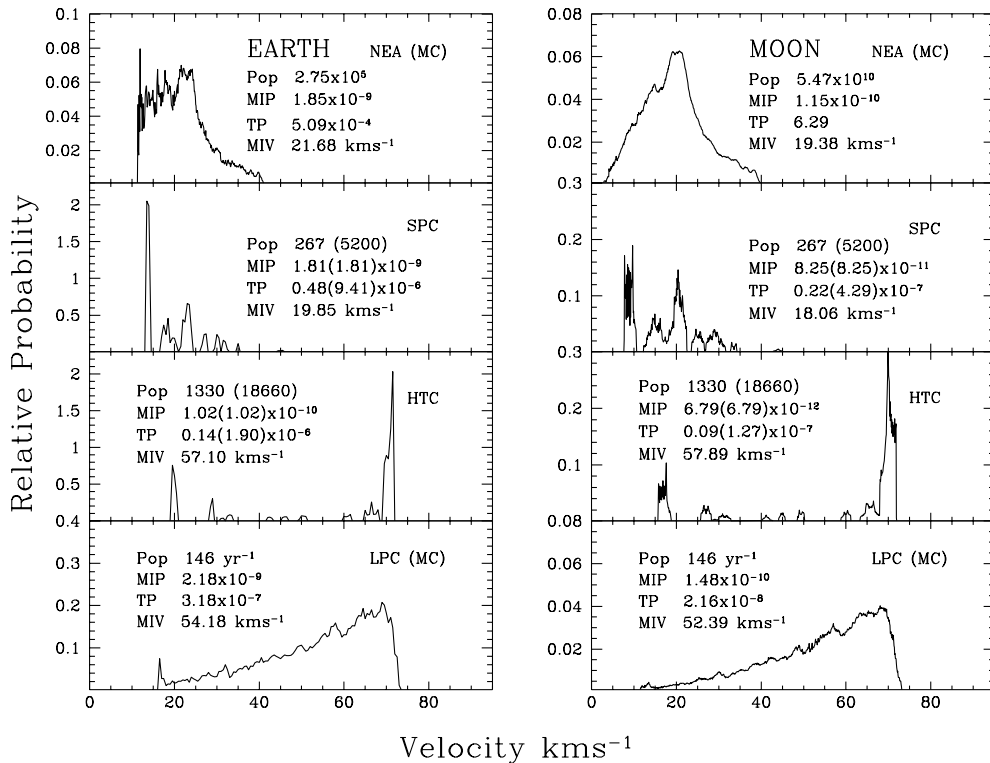 EARTH NEA (MC)
Pop 2.75x10⁵
MIP 1.85x10⁻⁹
TP 5.09x10⁻⁴
MIV 21.68 kms⁻¹
0.1
0.08
0.06
0.04
0.02
MOON NEA (MC)
Pop 5.47x10¹⁰
MIP 1.15x10⁻¹⁰
TP 6.29
MIV 19.38 kms⁻¹
0.08
0.06
0.04
0.02
0.3
SPC
Pop 267 (5200)
MIP 1.81(1.81)x10⁻⁹
TP 0.48(9.41)x10⁻⁶
MIV 19.85 kms⁻¹
2
1.5
1
0.5
SPC
Pop 267 (5200)
MIP 8.25(8.25)x10⁻¹¹
TP 0.22(4.29)x10⁻⁷
MIV 18.06 kms⁻¹
0.2
0.1
0.3
HTC
Pop 1330 (18660)
MIP 1.02(1.02)x10⁻¹⁰
TP 0.14(1.90)x10⁻⁶
MIV 57.10 kms⁻¹
2
1.5
1
0.5
0.4
HTC
Pop 1330 (18660)
MIP 6.79(6.79)x10⁻¹²
TP 0.09(1.27)x10⁻⁷
MIV 57.89 kms⁻¹
0.2
0.1
0.08
LPC (MC)
Pop 146 yr⁻¹
MIP 2.18x10⁻⁹
TP 3.18x10⁻⁷
MIV 54.18 kms⁻¹
0.3
0.2
0.1
0 20 40 60 80
LPC (MC)
Pop 146 yr⁻¹
MIP 1.48x10⁻¹⁰
TP 2.16x10⁻⁸
MIV 52.39 kms⁻¹
0.06
0.04
0.02
0 20 40 60 80
Relative Probability
Velocity kms⁻¹